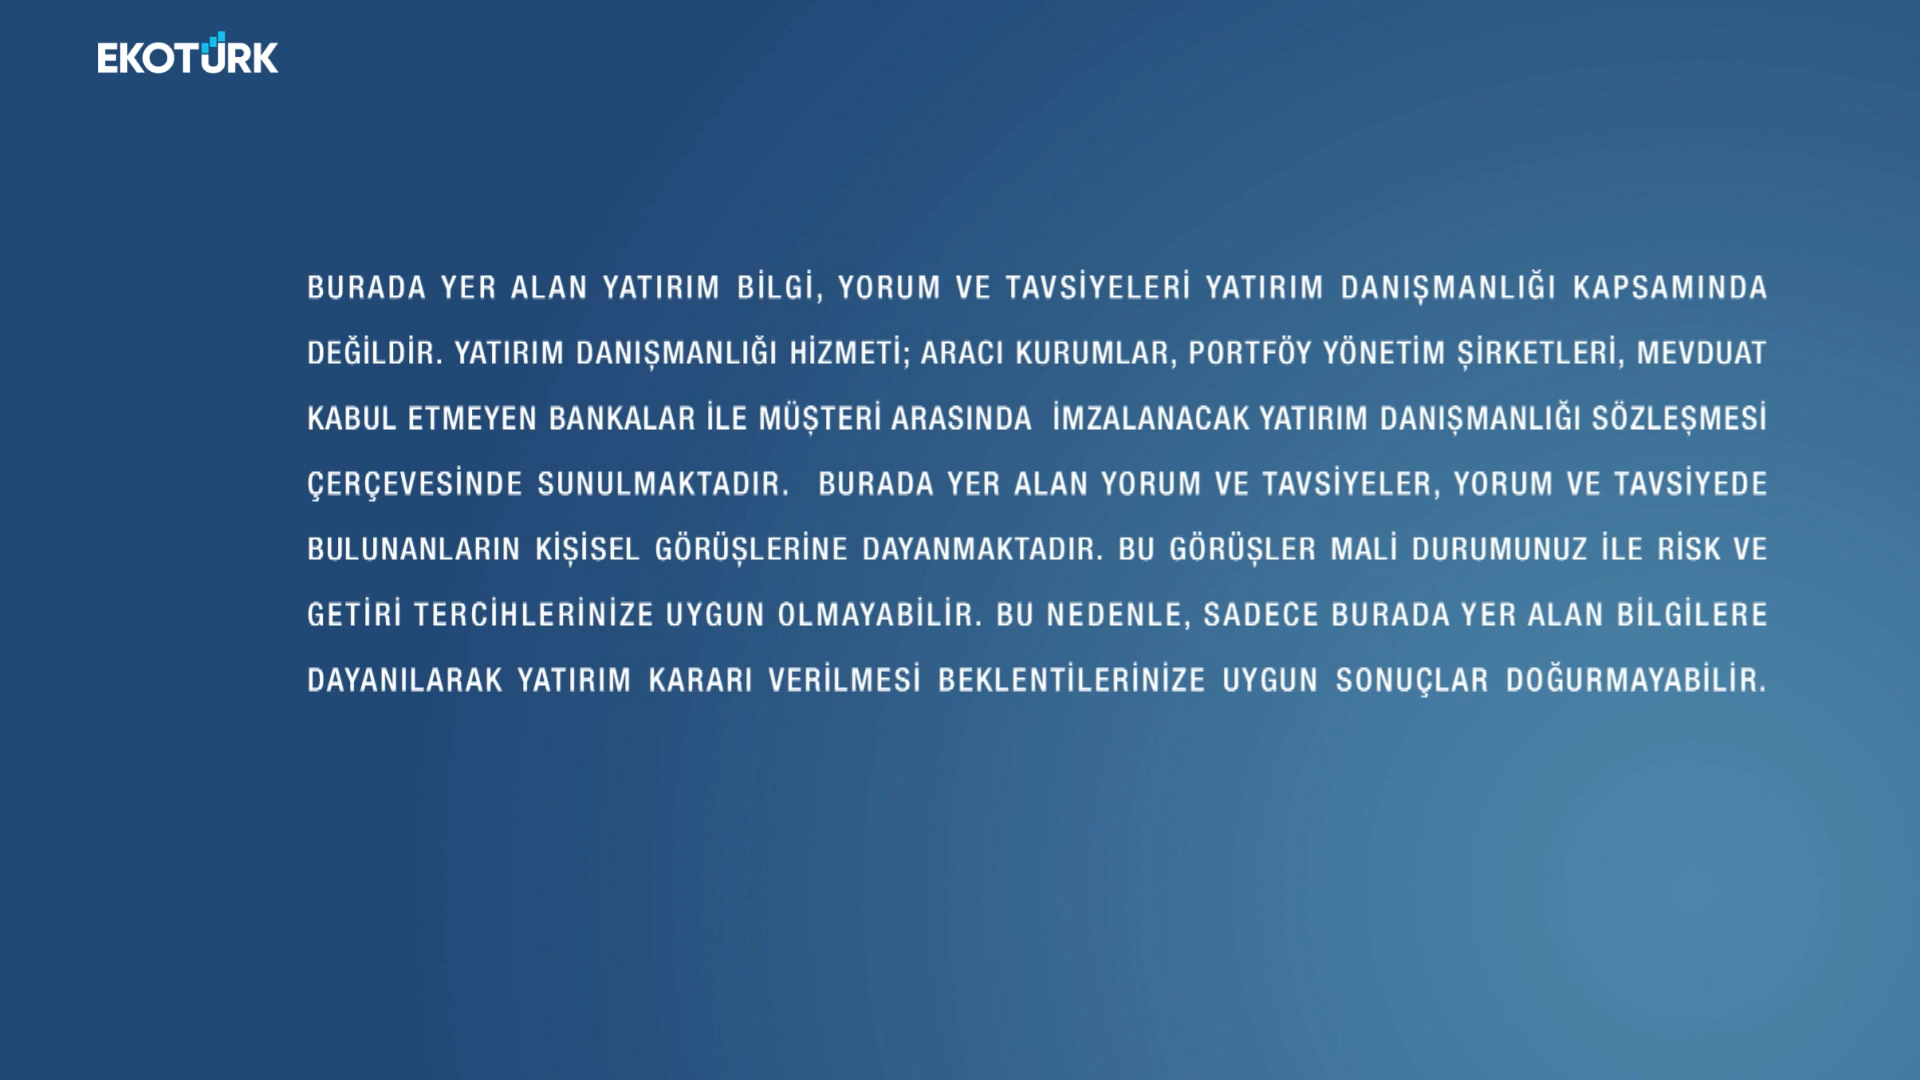 EKOTÜRK
BURADA YER ALAN YATIRIM BİLGİ, YORUM VE TAVSİYELERİ YATIRIM DANIŞMANLIĞI KAPSAMINDA
DEĞİLDİR. YATIRIM DANIŞMANLIĞI HİZMETİ; ARACI KURUMLAR, PORTFÖY YÖNETİM ŞİRKETLERİ, MEVDUAT
KABUL ETMEYEN BANKALAR İLE MÜŞTERİ ARASINDA İMZALANACAK YATIRIM DANIŞMANLIĞI SÖZLEŞMESİ
ÇERÇEVESİNDE SUNULMAKTADIR. BURADA YER ALAN YORUM VE TAVSİYELER, YORUM VE TAVSİYEDE
BULUNANLARIN KİŞİSEL GÖRÜŞLERİNE DAYANMAKTADIR. BU GÖRÜŞLER MALİ DURUMUNUZ İLE RİSK VE
GETİRİ TERCİHLERİNİZE UYGUN OLMAYABİLİR. BU NEDENLE, SADECE BURADA YER ALAN BİLGİLERE
DAYANILARAK YATIRIM KARARI VERİLMESİ BEKLENTİLERİNİZE UYGUN SONUÇLAR DOĞURMAYABİLİR.